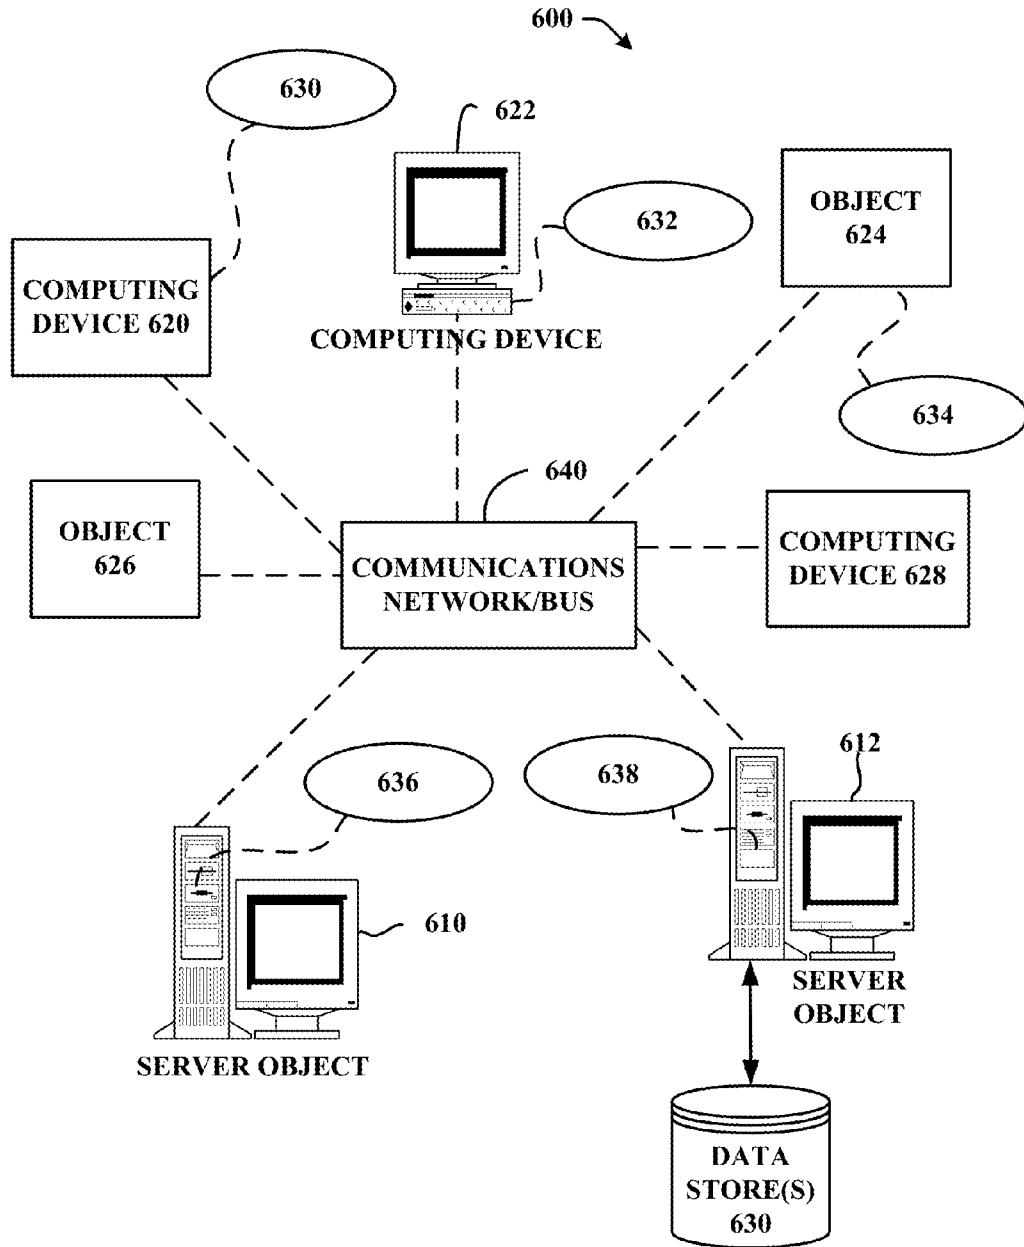 600
630
622
632
OBJECT
624
COMPUTING
DEVICE 620
COMPUTING DEVICE
634
640
OBJECT
626
COMMUNICATIONS
NETWORK/BUS
COMPUTING
DEVICE 628
636
638
612
610
SERVER OBJECT
SERVER
OBJECT
DATA
STORE(S)
630